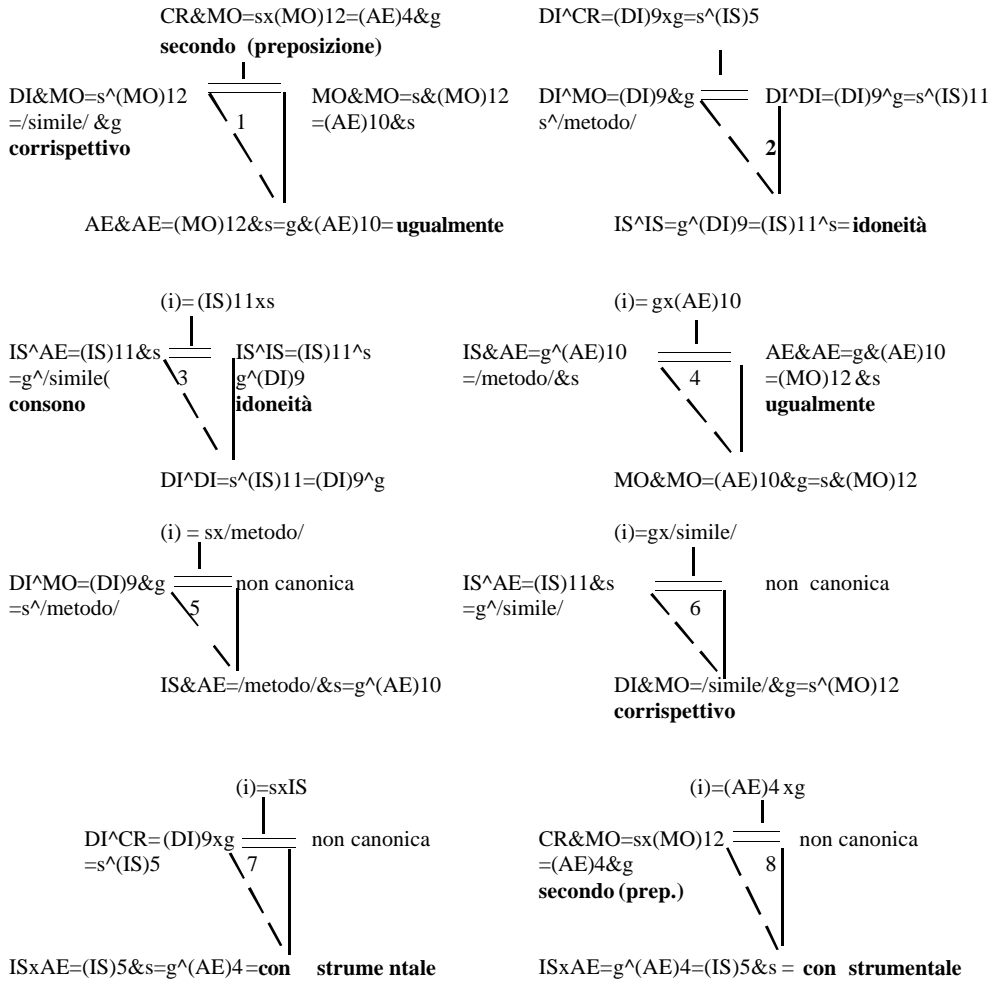 CR&MO=sx(MO)12=(AE)4&g
secondo (preposizione)
DI&MO=s^(MO)12
=/simile/ &g
corrispettivo
1
MO&MO=s&(MO)12
=(AE)10&s
AE&AE=(MO)12&s=g&(AE)10= ugualmente
DI^CR=(DI)9xg=s^(IS)5
DI^MO=(DI)9&g
s^/metodo/
DI^DI=(DI)9^g=s^(IS)11
2
IS^IS=g^(DI)9=(IS)11^s= idoneità
(i)= (IS)11xs
IS^AE=(IS)11&s
=g^/simile(
consono
3
IS^IS=(IS)11^s
g^(DI)9
idoneità
DI^DI=s^(IS)11=(DI)9^g
(i)= gx(AE)10
IS&AE=g^(AE)10
=/metodo/&s
4
AE&AE=g&(AE)10
=(MO)12 &s
ugualmente
MO&MO=(AE)10&g=s&(MO)12
(i) = sx/metodo/
DI^MO=(DI)9&g
=s^/metodo/
5
non canonica
IS&AE=/metodo/&s=g^(AE)10
(i)=gx/simile/
IS^AE=(IS)11&s
=g^/simile/
6
non canonica
DI&MO=/simile/&g=s^(MO)12
corrispettivo
(i)=sxIS
DI^CR=(DI)9xg
=s^(IS)5
7
non canonica
ISxAE=(IS)5&s=g^(AE)4=con strume ntale
(i)=(AE)4 xg
CR&MO=sx(MO)12
=(AE)4&g
secondo (prep.)
8
non canonica
ISxAE=g^(AE)4=(IS)5&s = con strumentale